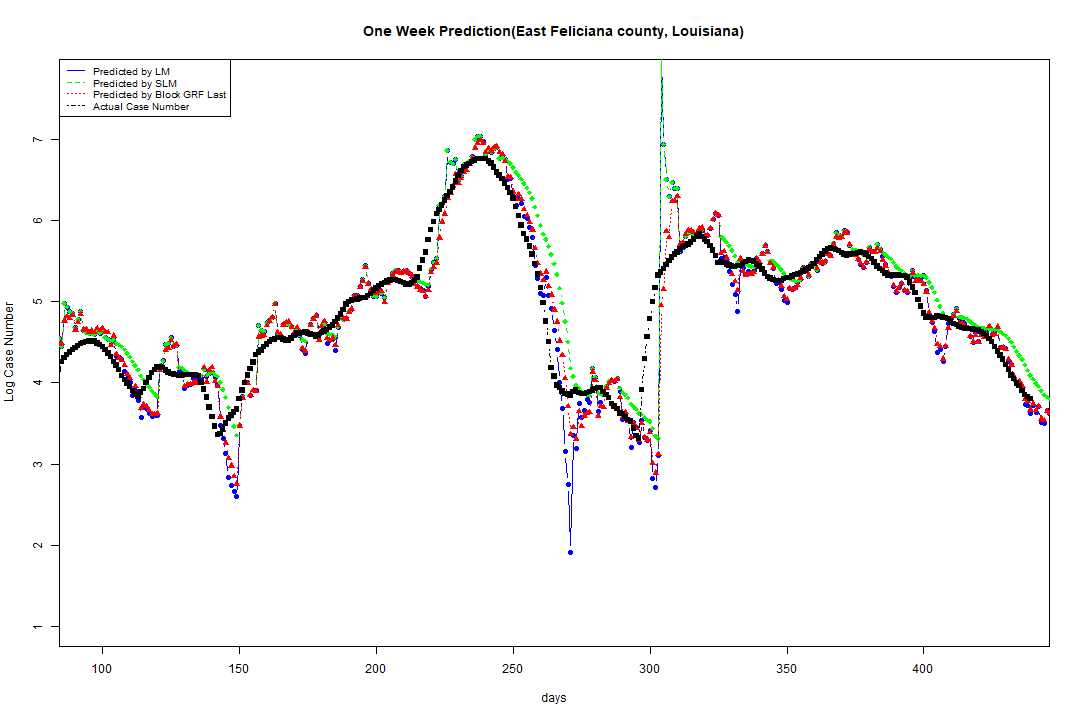 One Week Prediction(East Feliciana county, Louisiana)
Predicted by LM
Predicted by SLM
Predicted by Block GRF Last
Actual Case Number
Log Case Number
7
6
5
4
3
2
1
100 150 200 250 300 350 400
days